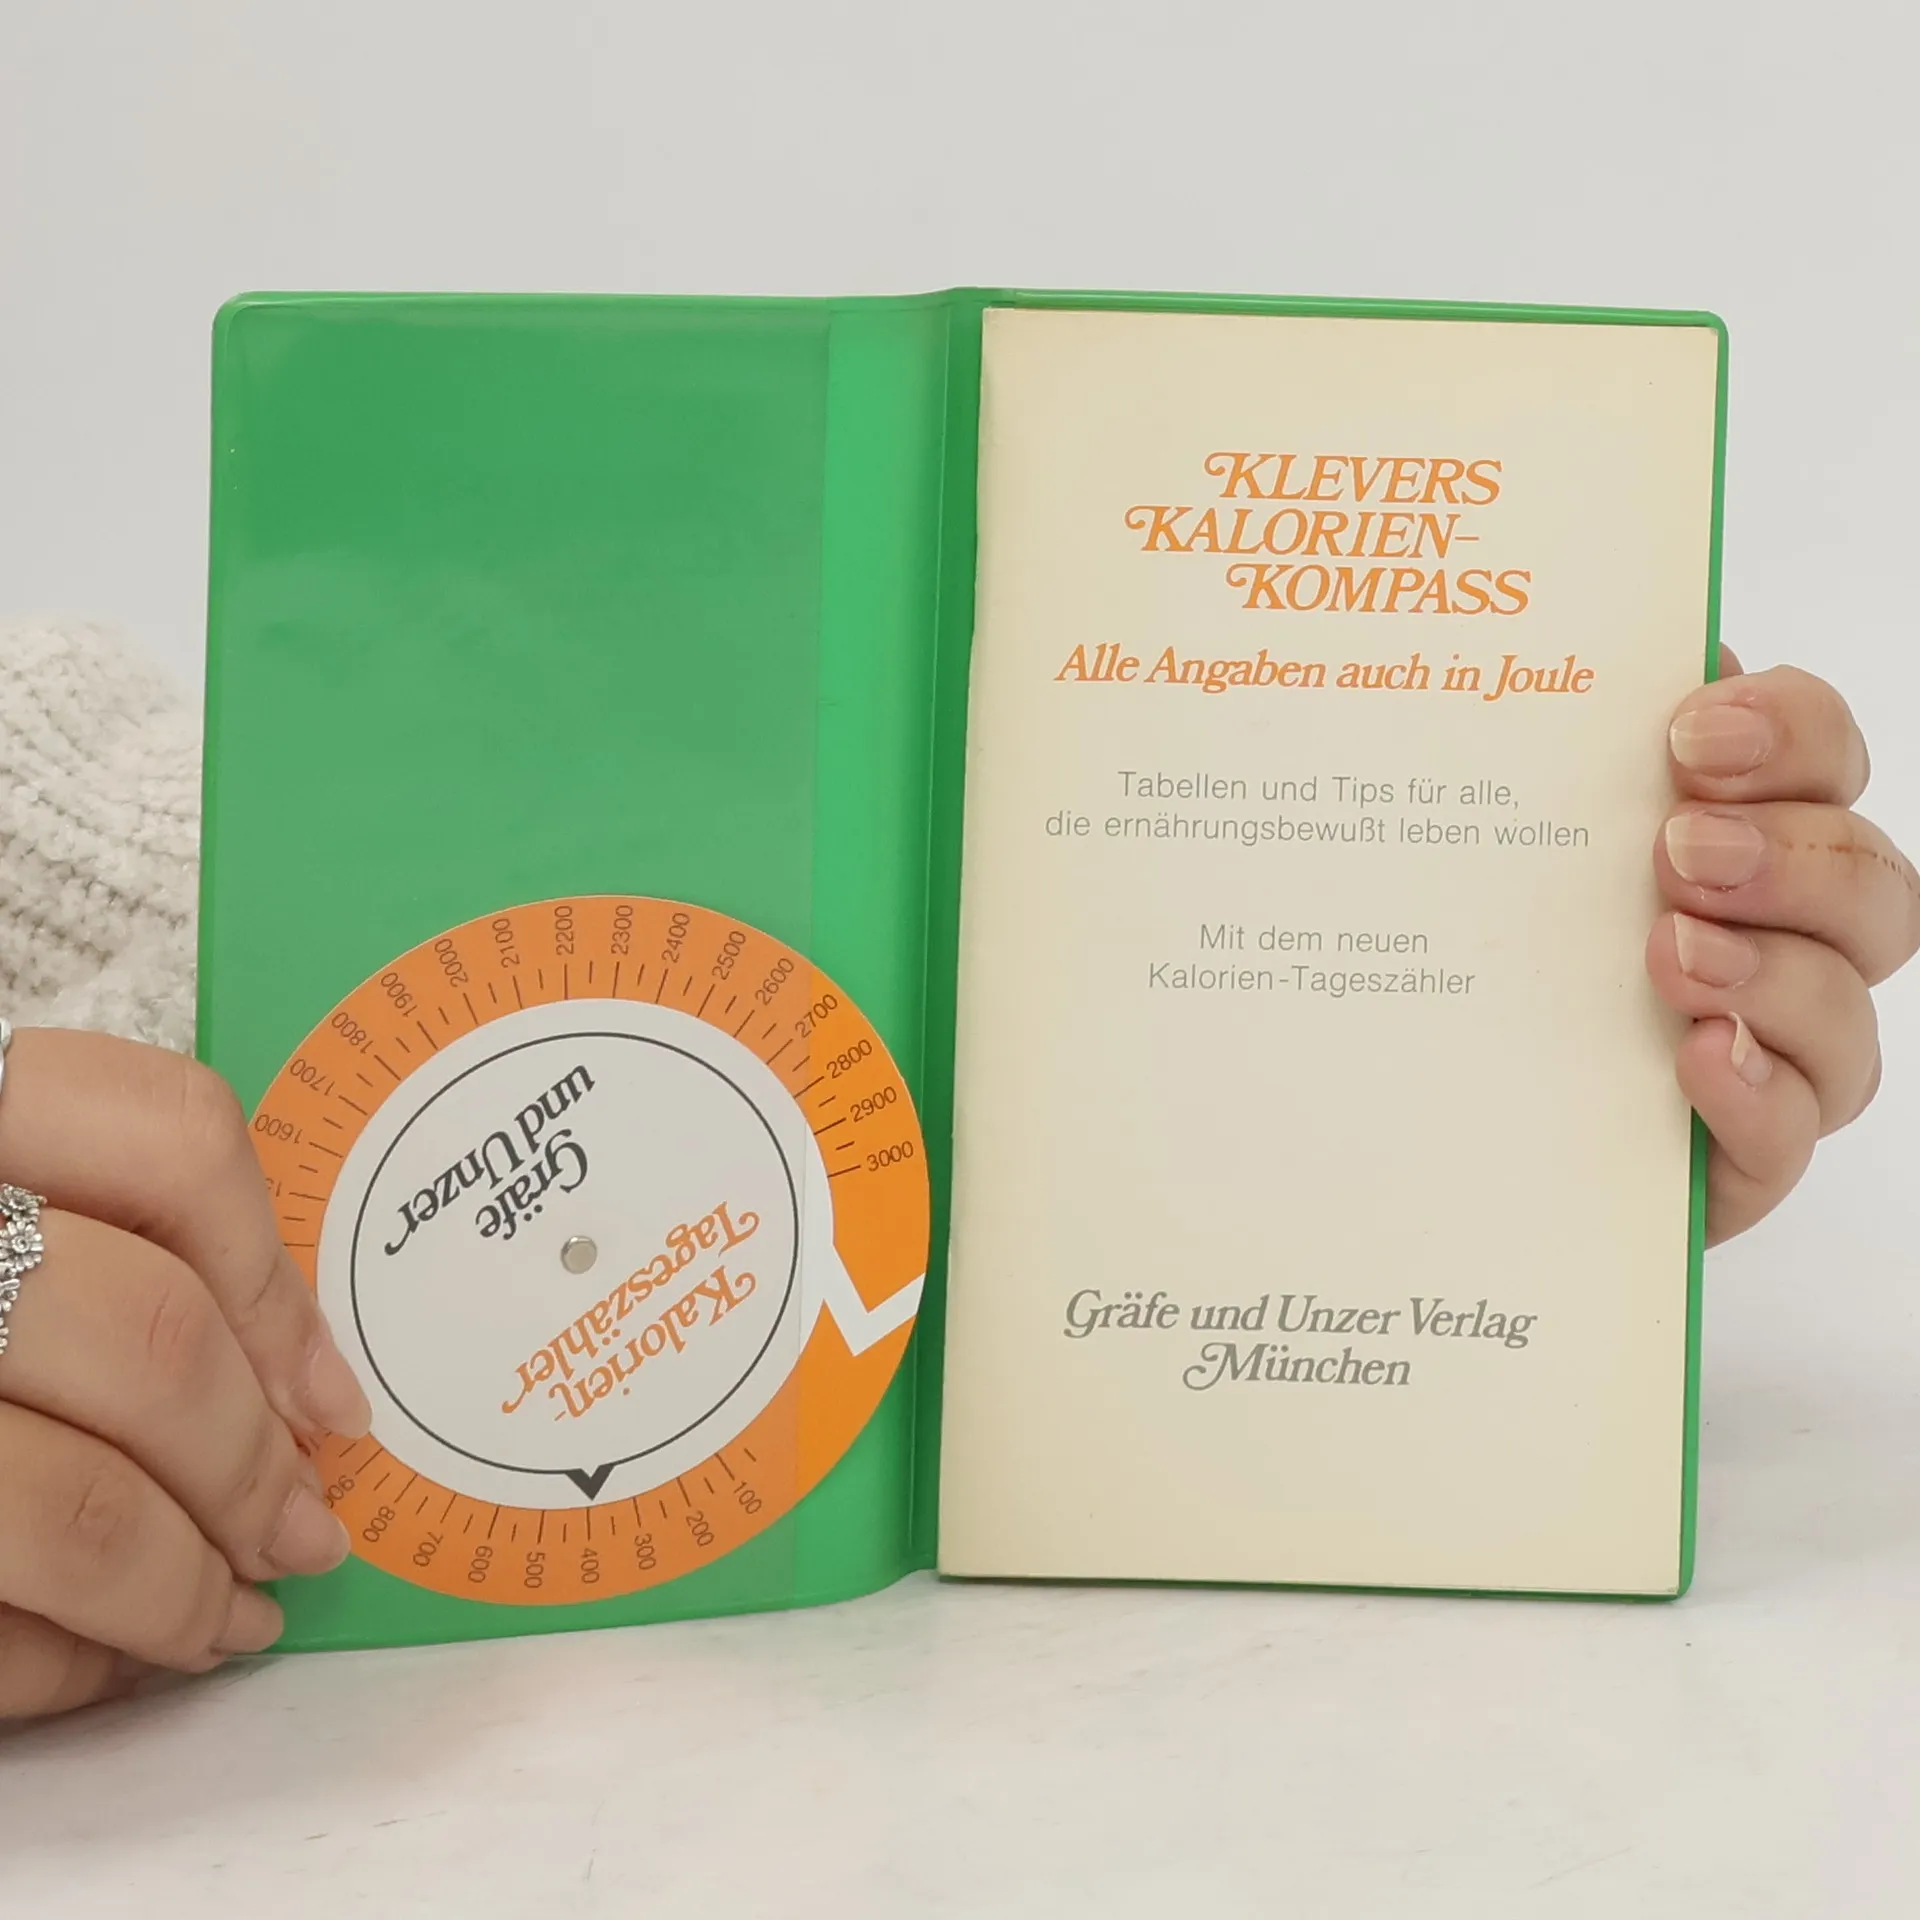 KLEVERS
KALORIEN-
KOMPASS
Alle Angaben auch in Joule
Tabellen und Tips für alle,
die ernährungsbewußt leben wollen
Mit dem neuen
Kalorien-Tageszähler
Gräfe und Unzer Verlag
München
Kalorien-
Tageszähler
Gräfe
und Unzer
100
200
300
400
500
600
700
800
900
1600
1700
1800
1900
2000
2100
2200
2300
2400
2500
2600
2700
2800
2900
3000